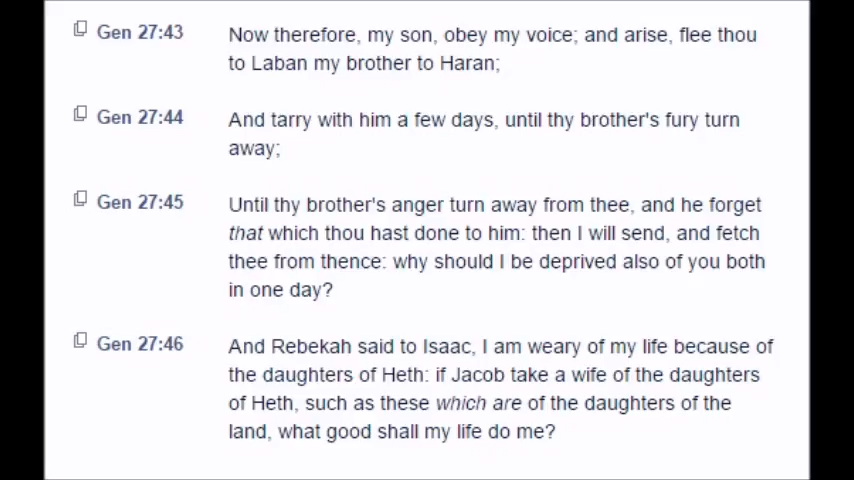 Gen 27:43 Now therefore, my son, obey my voice; and arise, flee thou
to Laban my brother to Haran;
Gen 27:44 And tarry with him a few days, until thy brother's fury turn
away;
Gen 27:45 Until thy brother's anger turn away from thee, and he forget
that which thou hast done to him: then I will send, and fetch
thee from thence: why should I be deprived also of you both
in one day?
Gen 27:46 And Rebekah said to Isaac, I am weary of my life because of
the daughters of Heth: if Jacob take a wife of the daughters
of Heth, such as these which are of the daughters of the
land, what good shall my life do me?